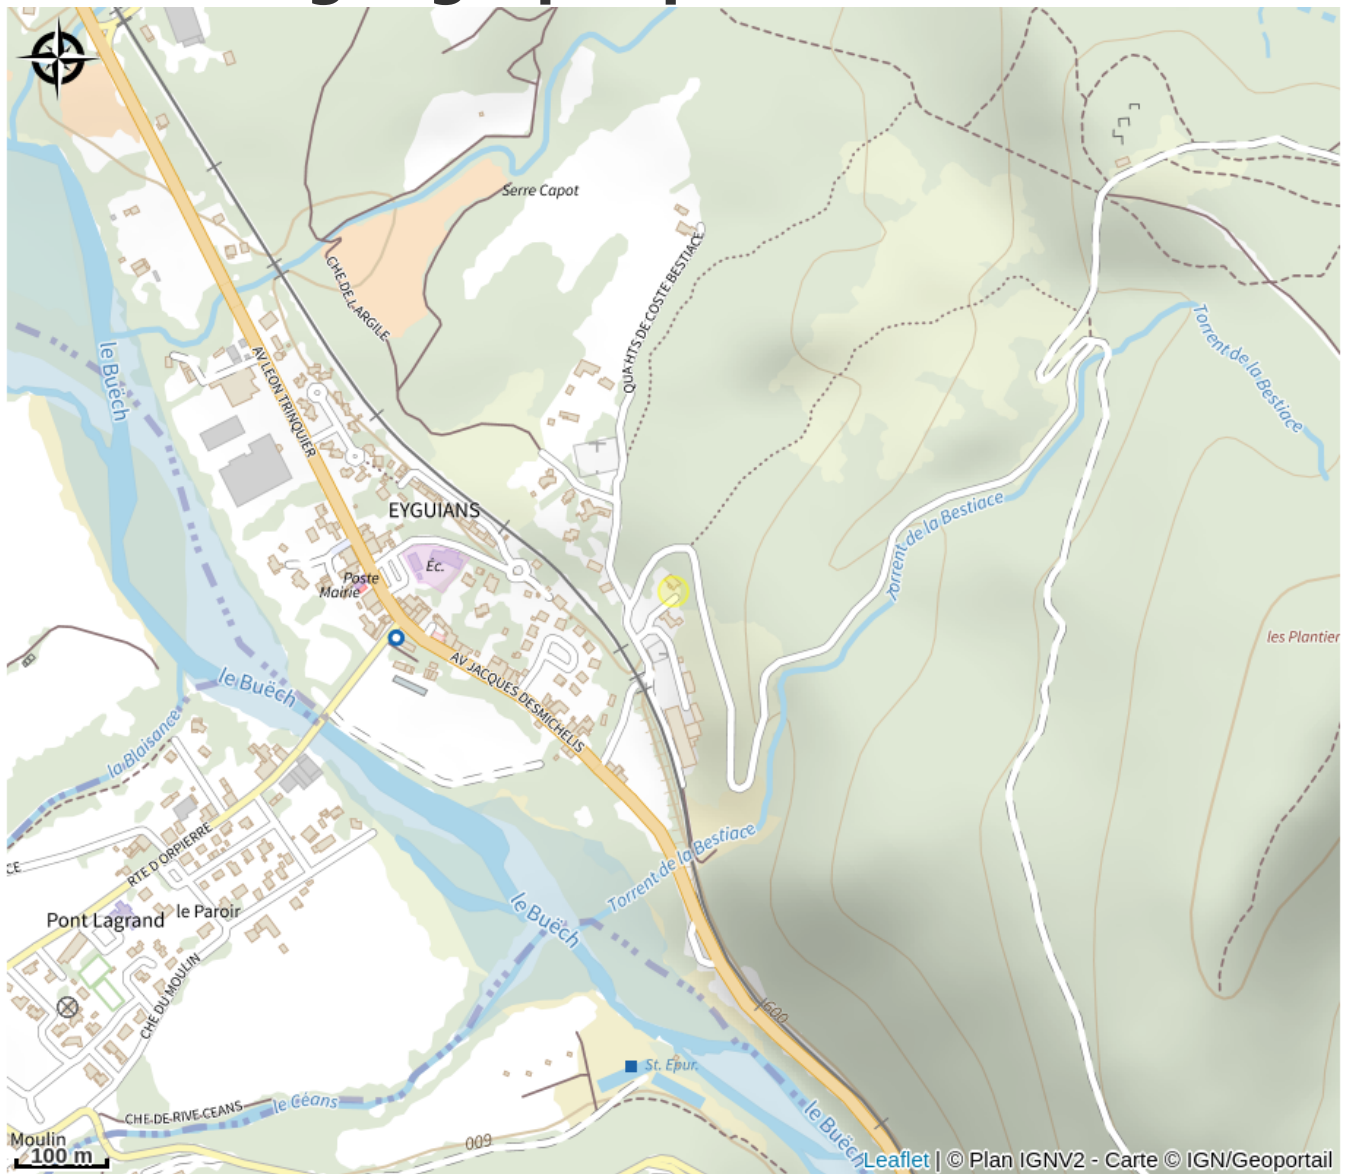 Serre Capot
CHE DE L ARGILE
QUA HTS DE COSTE BESTIACE
Torrent de la Bestiace
le Buëch
AV LEON TRINQUIER
EYGUIANS
Torrent de la Bestiace
Éc.
Poste
Mairie
les Plantier
AV JACQUES DESMICHELIS
le Buëch
la Blaisance
RTE D ORPIERRE
CE
Torrent de la Bestiace
Pont Lagrand
le Paroir
le Buëch
CHE DU MOULIN
600
St. Epur.
CHE DE RIVE CEANS
le Céans
600
le Buëch
Moulin
100 m
Leaflet | © Plan IGNV2 - Carte © IGN/Geoportail